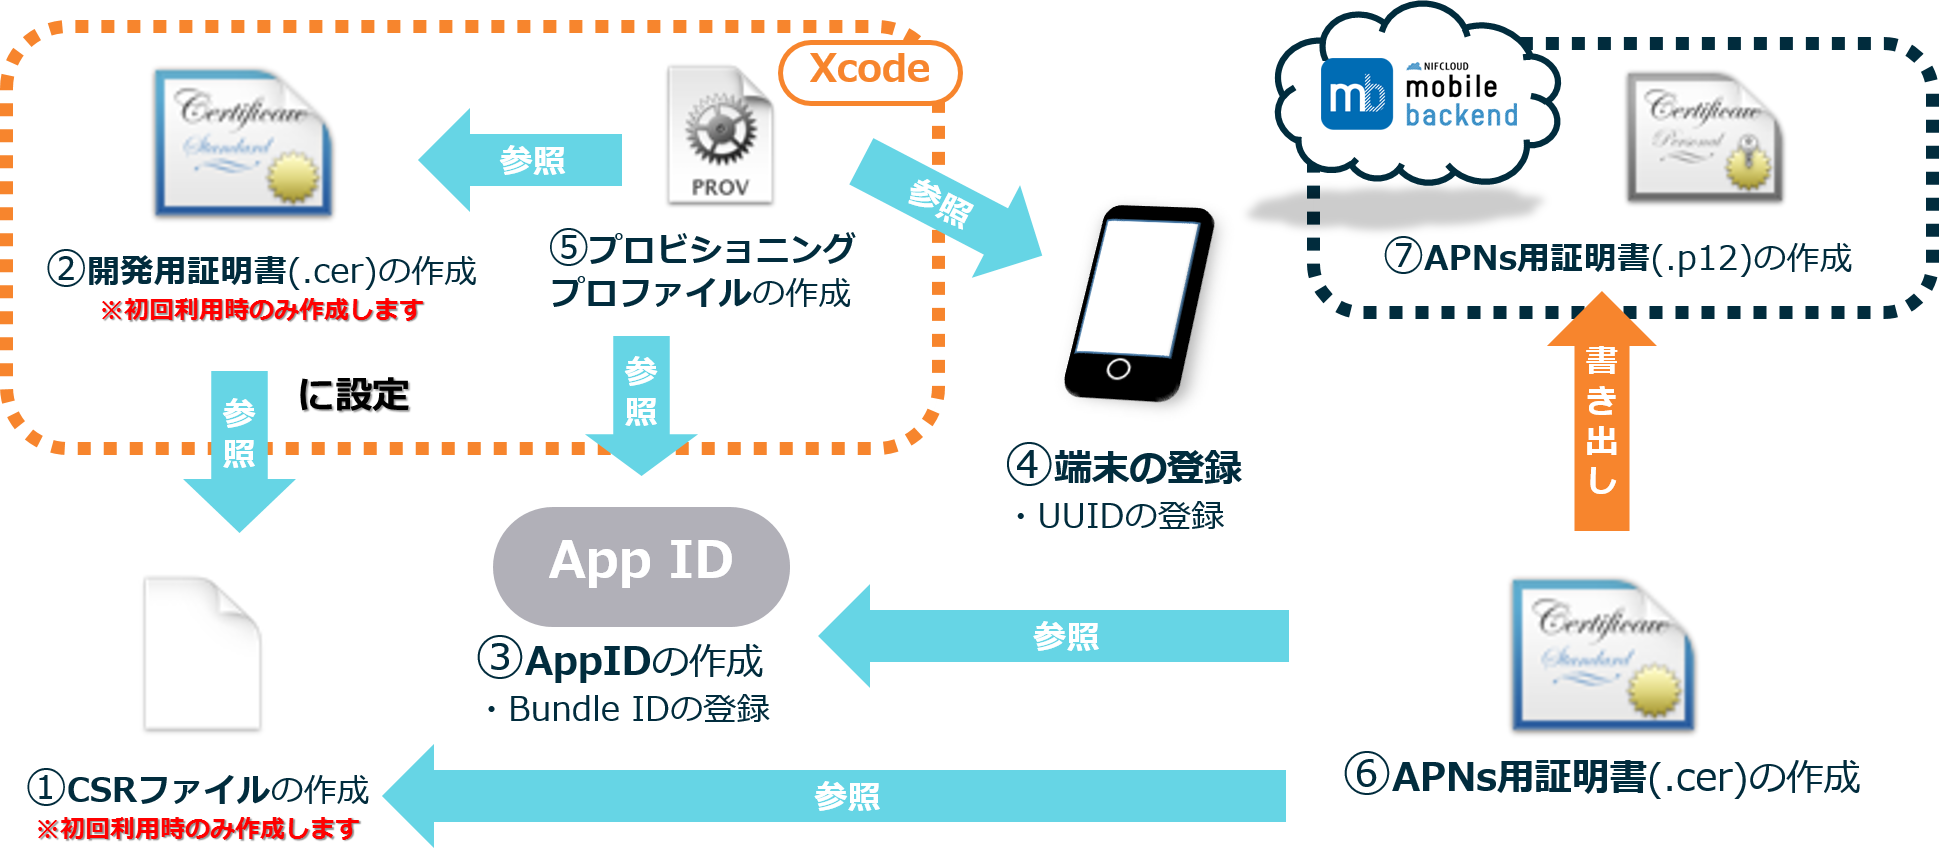 Xcode
Certificate
Standard
参照
PROV
参照
②開発用証明書(.cer)の作成
※初回利用時のみ作成します
⑤プロビショニング
プロファイルの作成
参照
に設定
参照
NIFCLOUD
mobile
backend
mb
Certificate
Personal
⑦APNs用証明書(.p12)の作成
書き出し
④端末の登録
・UUIDの登録
App ID
③AppIDの作成
・Bundle IDの登録
参照
Certificate
Standard
⑥APNs用証明書(.cer)の作成
①CSRファイルの作成
※初回利用時のみ作成します
参照